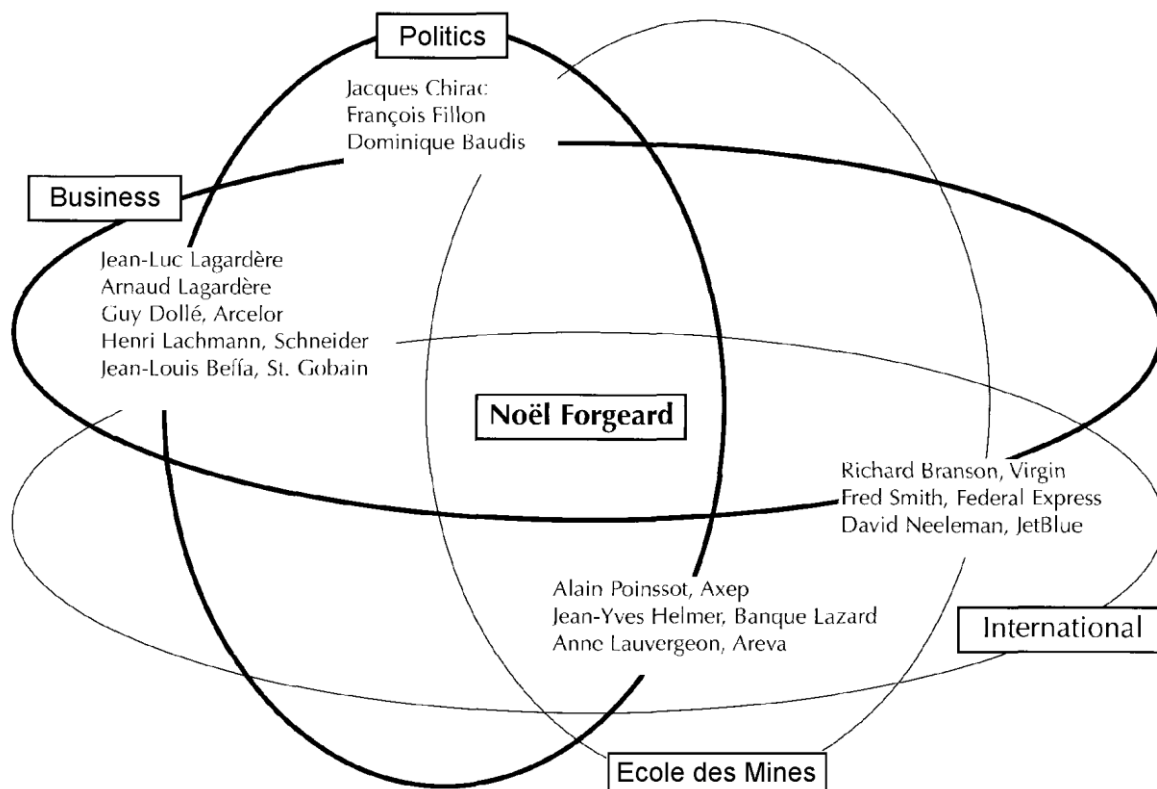 Politics
Jacques Chirac
François Fillon
Dominique Baudis
Business
Jean-Luc Lagardère
Arnaud Lagardère
Guy Dollé, Arcelor
Henri Lachmann, Schneider
Jean-Louis Beffa, St. Gobain
Noël Forgeard
Richard Branson, Virgin
Fred Smith, Federal Express
David Neeleman, JetBlue
Alain Poinssot, Axep
Jean-Yves Helmer, Banque Lazard
Anne Lauvergeon, Areva
International
Ecole des Mines